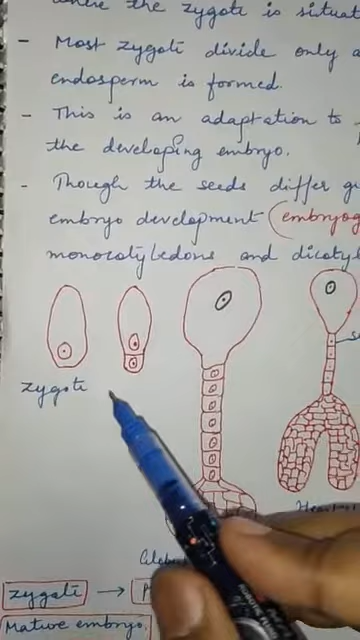 where the zygote is situat
- Most zygote divide only a
endosperm is formed.
- This is an adaptation to
the developing embryo.
- Though the seeds differ g
embryo development (embryog
monocotyledons and dicotyl
zygote
zygote →
Mature embryo.